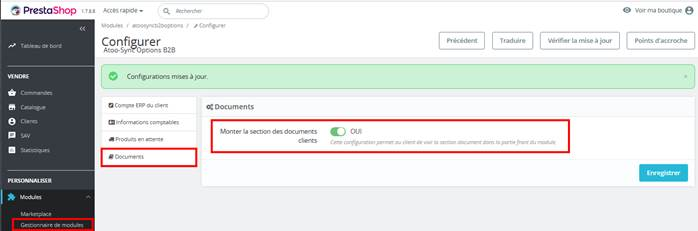 PrestaShop 1.7.8.8 Accès rapide Rechercher Voir ma boutique
Modules / atoosyncb2boptions / Configurer
Configurer
Atoo-Sync Options B2B
Précédent Traduire Vérifier la mise à jour Points d'accroche
Tableau de bord
VENDRE
Commandes
Catalogue
Clients
SAV
Statistiques
PERSONNALISER
Modules
Marketplace
Gestionnaire de modules
Configurations mises à jour.
Compte ERP du client
Informations comptables
Produits en attente
Documents
Documents
Monter la section des documents clients OUI
Cette configuration permet au client de voir la section document dans la partie front du module.
Enregistrer